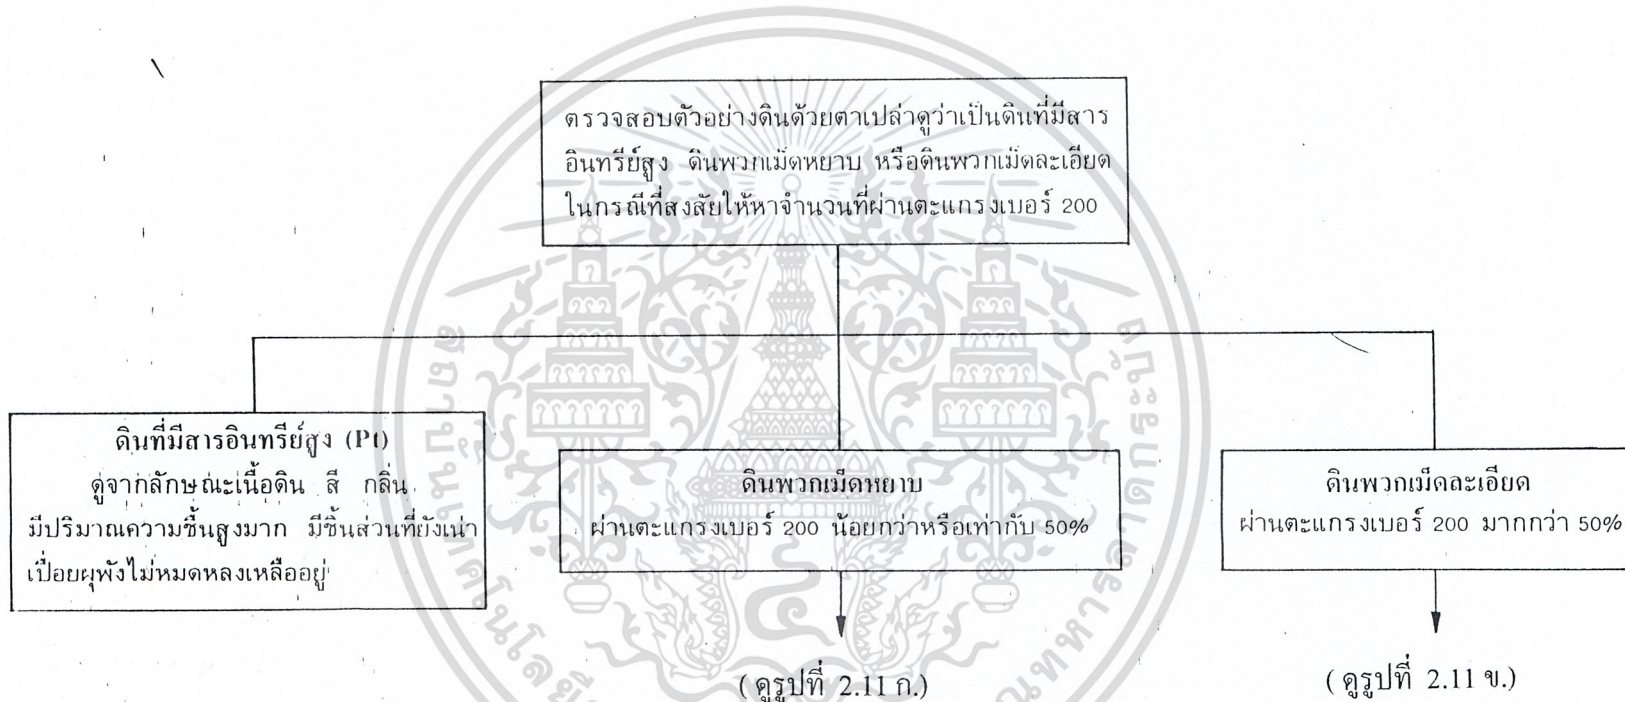 ตรวจสอบตัวอย่างดินด้วยตาเปล่าดูว่าเป็นดินที่มีสาร
อินทรีย์สูง ดินพวกเม็ดหยาบ หรือดินพวกเม็ดละเอียด
ในกรณีที่สงสัยให้หาจำนวนที่ผ่านตะแกรงเบอร์ 200
ดินที่มีสารอินทรีย์สูง (Pt)
ดูจากลักษณะเนื้อดิน สี กลิ่น
มีปริมาณความชื้นสูงมาก มีชิ้นส่วนที่ยังเน่า
เปื่อยผุพังไม่หมดหลงเหลืออยู่
ดินพวกเม็ดหยาบ
ผ่านตะแกรงเบอร์ 200 น้อยกว่าหรือเท่ากับ 50%
ดินพวกเม็ดละเอียด
ผ่านตะแกรงเบอร์ 200 มากกว่า 50%
(ดูรูปที่ 2.11 ก.)
(ดูรูปที่ 2.11 ข.)